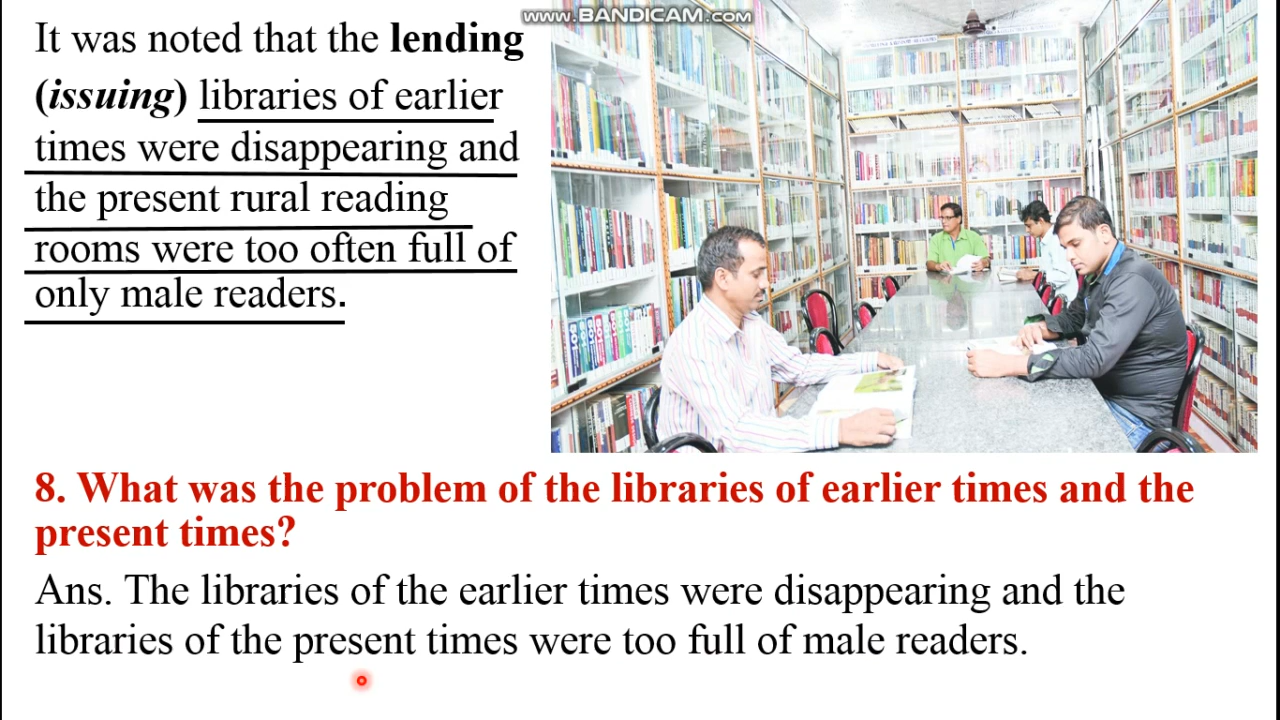 www.BANDICAM.com
It was noted that the lending
(issuing) libraries of earlier
times were disappearing and
the present rural reading
rooms were too often full of
only male readers.
8. What was the problem of the libraries of earlier times and the
present times?
Ans. The libraries of the earlier times were disappearing and the
libraries of the present times were too full of male readers.